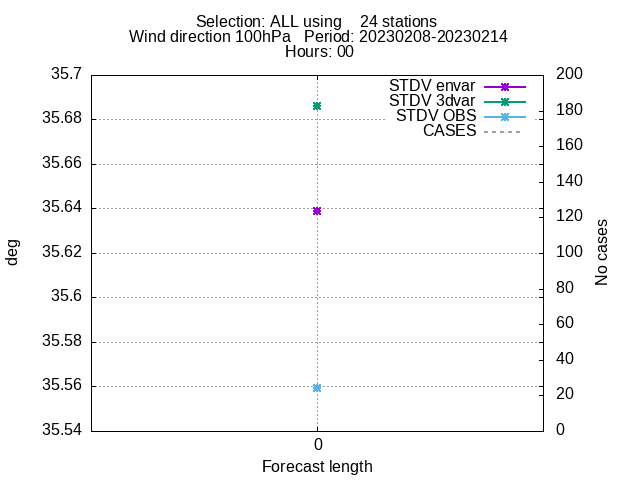 Selection: ALL using    24 stations
Wind direction 100hPa   Period: 20230208-20230214
Hours: 00
35.7
35.68
35.66
35.64
35.62
35.6
35.58
35.56
35.54
deg
STDV envar
STDV 3dvar
STDV OBS
CASES
200
180
160
140
120
100
80
60
40
20
0
No cases
0
Forecast length